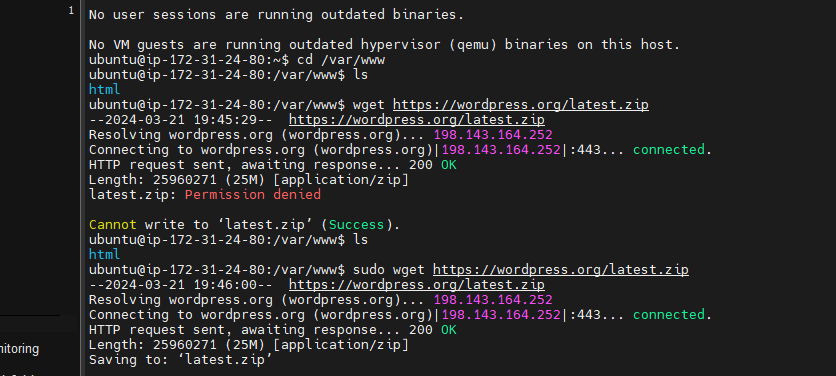 1
No user sessions are running outdated binaries.
No VM guests are running outdated hypervisor (qemu) binaries on this host.
ubuntu@ip-172-31-24-80:~$ cd /var/www
ubuntu@ip-172-31-24-80:/var/www$ ls
html
ubuntu@ip-172-31-24-80:/var/www$ wget https://wordpress.org/latest.zip
--2024-03-21 19:45:29--  https://wordpress.org/latest.zip
Resolving wordpress.org (wordpress.org)... 198.143.164.252
Connecting to wordpress.org (wordpress.org)|198.143.164.252|:443... connected.
HTTP request sent, awaiting response... 200 OK
Length: 25960271 (25M) [application/zip]
latest.zip: Permission denied
Cannot write to ‘latest.zip’ (Success).
ubuntu@ip-172-31-24-80:/var/www$ ls
html
ubuntu@ip-172-31-24-80:/var/www$ sudo wget https://wordpress.org/latest.zip
--2024-03-21 19:46:00--  https://wordpress.org/latest.zip
Resolving wordpress.org (wordpress.org)... 198.143.164.252
Connecting to wordpress.org (wordpress.org)|198.143.164.252|:443... connected.
HTTP request sent, awaiting response... 200 OK
nitoring
Length: 25960271 (25M) [application/zip]
Saving to: ‘latest.zip’